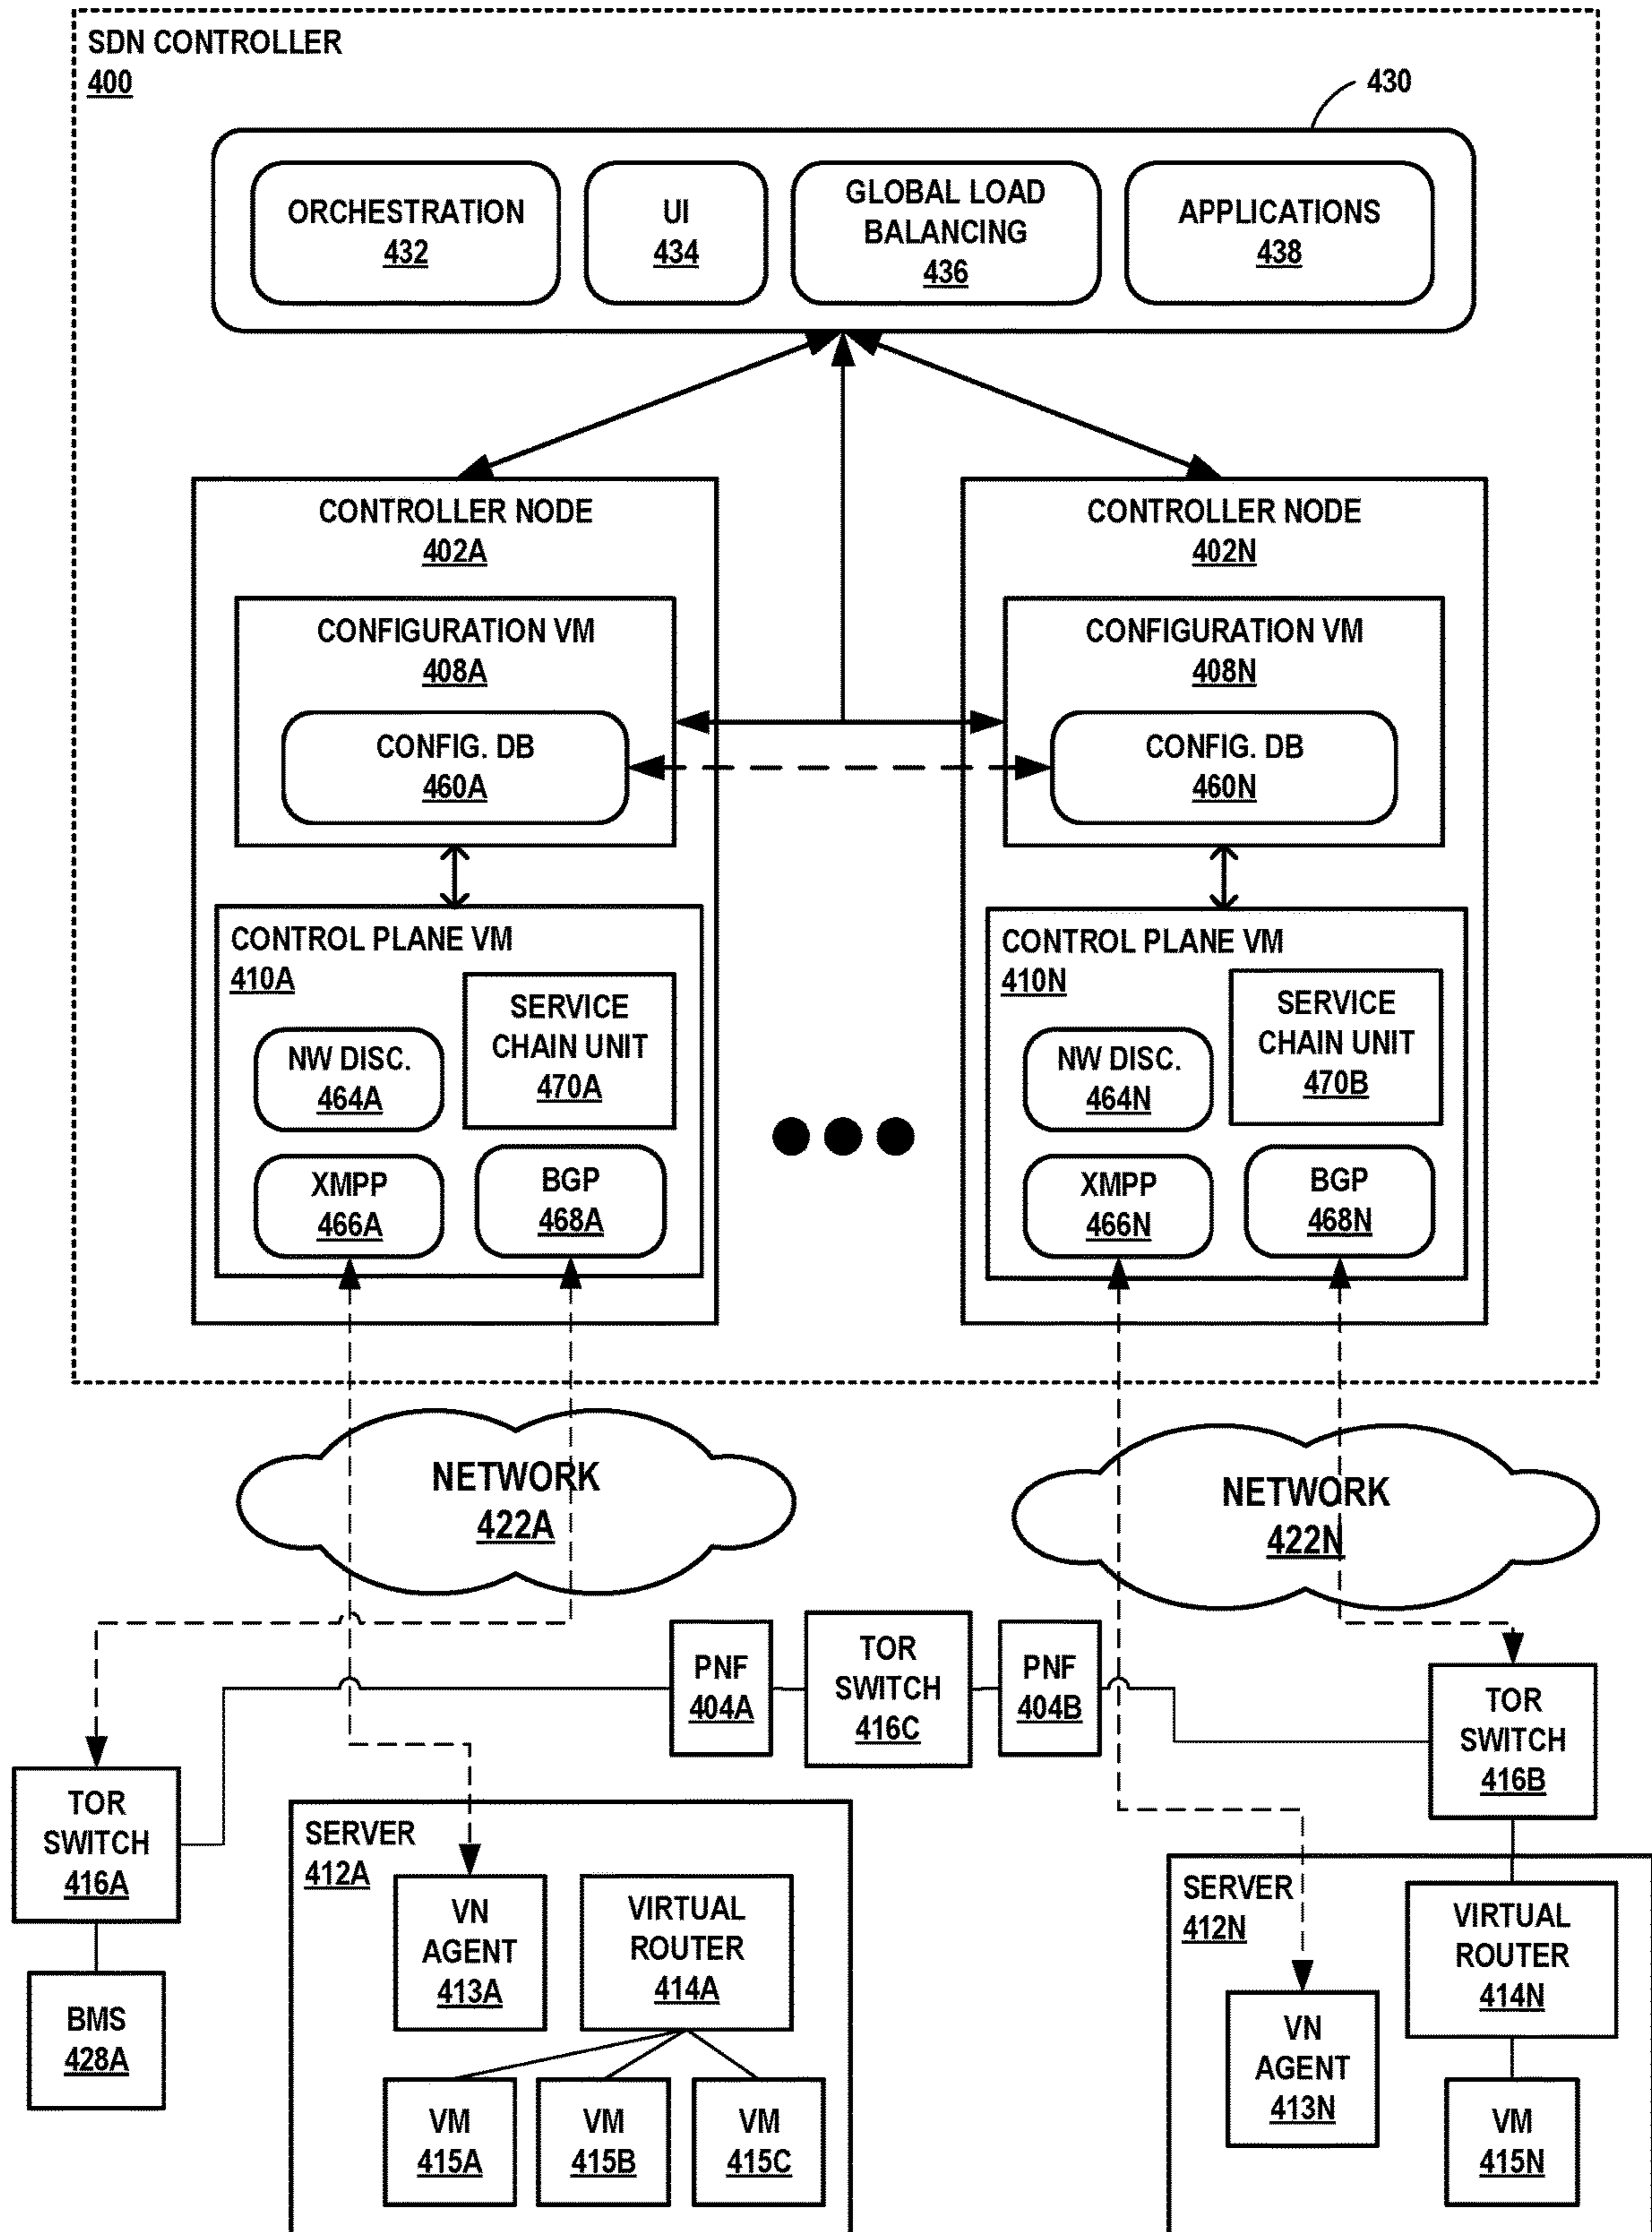 SDN CONTROLLER
400
430
ORCHESTRATION
432
UI
434
GLOBAL LOAD
BALANCING
436
APPLICATIONS
438
CONTROLLER NODE
402A
CONFIGURATION VM
408A
CONFIG. DB
460A
CONTROL PLANE VM
410A
SERVICE
CHAIN UNIT
470A
NW DISC.
464A
XMPP
466A
BGP
468A
CONTROLLER NODE
402N
CONFIGURATION VM
408N
CONFIG. DB
460N
CONTROL PLANE VM
410N
SERVICE
CHAIN UNIT
470B
NW DISC.
464N
XMPP
466N
BGP
468N
NETWORK
422A
NETWORK
422N
PNF
404A
TOR
SWITCH
416C
PNF
404B
TOR
SWITCH
416B
TOR
SWITCH
416A
BMS
428A
SERVER
412A
VN
AGENT
413A
VIRTUAL
ROUTER
414A
VM
415A
VM
415B
VM
415C
SERVER
412N
VN
AGENT
413N
VIRTUAL
ROUTER
414N
VM
415N